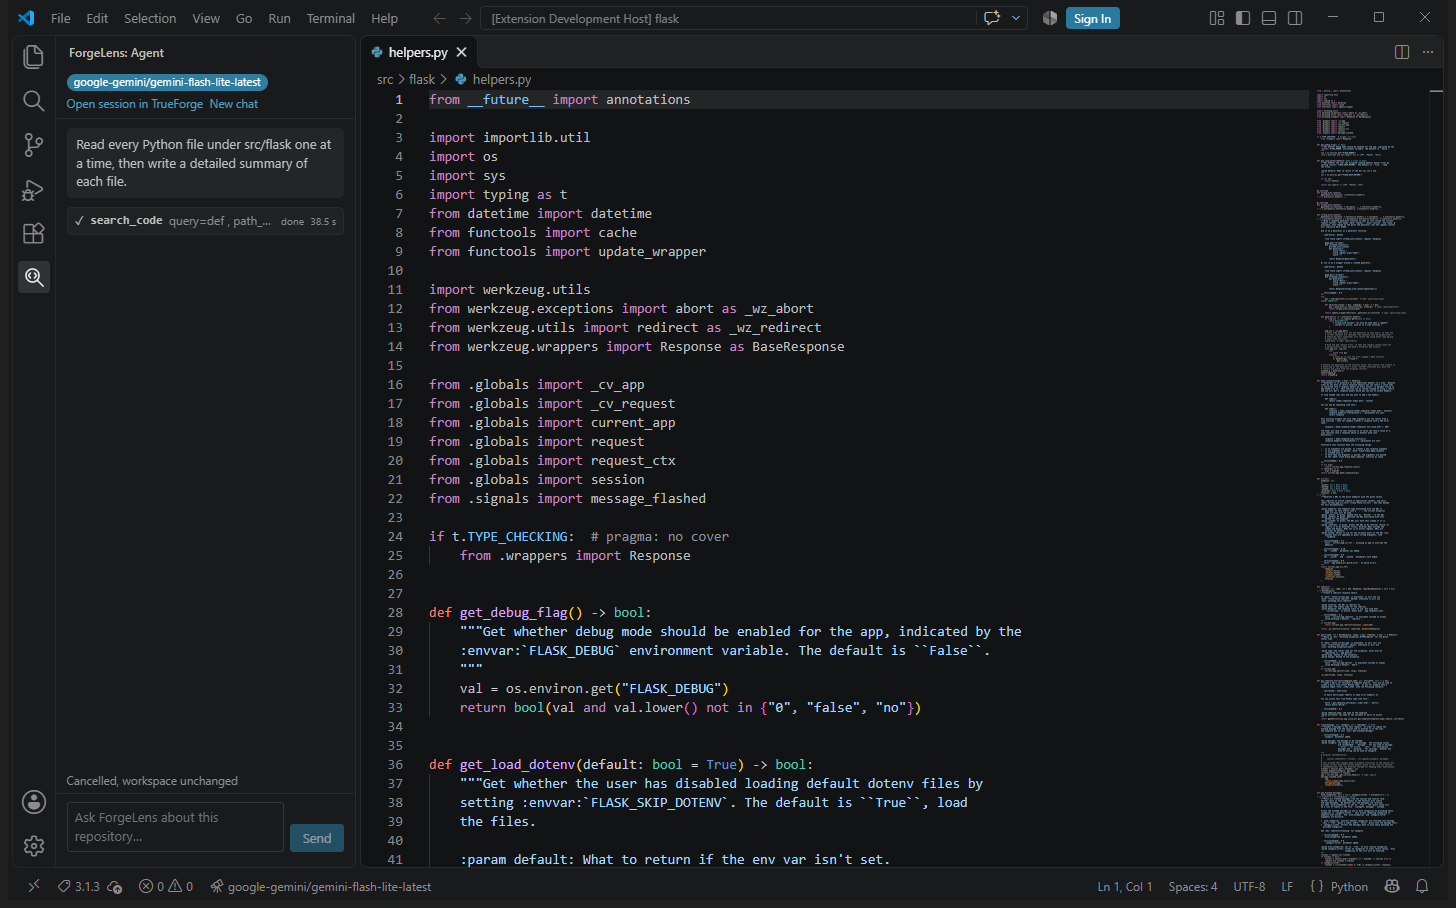 File Edit Selection View Go Run Terminal Help
[Extension Development Host] flask
Sign In
ForgeLens: Agent
google-gemini/gemini-flash-lite-latest
Open session in TrueForge New chat
Read every Python file under src/flask one at
a time, then write a detailed summary of
each file.
✓ search_code query=def , path_... done 38.5 s
Cancelled, workspace unchanged
Ask ForgeLens about this
repository...
Send
helpers.py
src > flask > helpers.py
1 from __future__ import annotations
2
3 import importlib.util
4 import os
5 import sys
6 import typing as t
7 from datetime import datetime
8 from functools import cache
9 from functools import update_wrapper
10
11 import werkzeug.utils
12 from werkzeug.exceptions import abort as _wz_abort
13 from werkzeug.utils import redirect as _wz_redirect
14 from werkzeug.wrappers import Response as BaseResponse
15
16 from .globals import _cv_app
17 from .globals import _cv_request
18 from .globals import current_app
19 from .globals import request
20 from .globals import request_ctx
21 from .globals import session
22 from .signals import message_flashed
23
24 if t.TYPE_CHECKING:  # pragma: no cover
25     from .wrappers import Response
26
27
28 def get_debug_flag() -> bool:
29     """Get whether debug mode should be enabled for the app, indicated by the
30     :envvar:`FLASK_DEBUG` environment variable. The default is ``False``.
31     """
32     val = os.environ.get("FLASK_DEBUG")
33     return bool(val and val.lower() not in {"0", "false", "no"})
34
35
36 def get_load_dotenv(default: bool = True) -> bool:
37     """Get whether the user has disabled loading default dotenv files by
38     setting :envvar:`FLASK_SKIP_DOTENV`. The default is ``True``, load
39     the files.
40
41     :param default: What to return if the env var isn't set.
3.1.3 0 0 google-gemini/gemini-flash-lite-latest
Ln 1, Col 1 Spaces: 4 UTF-8 LF { } Python